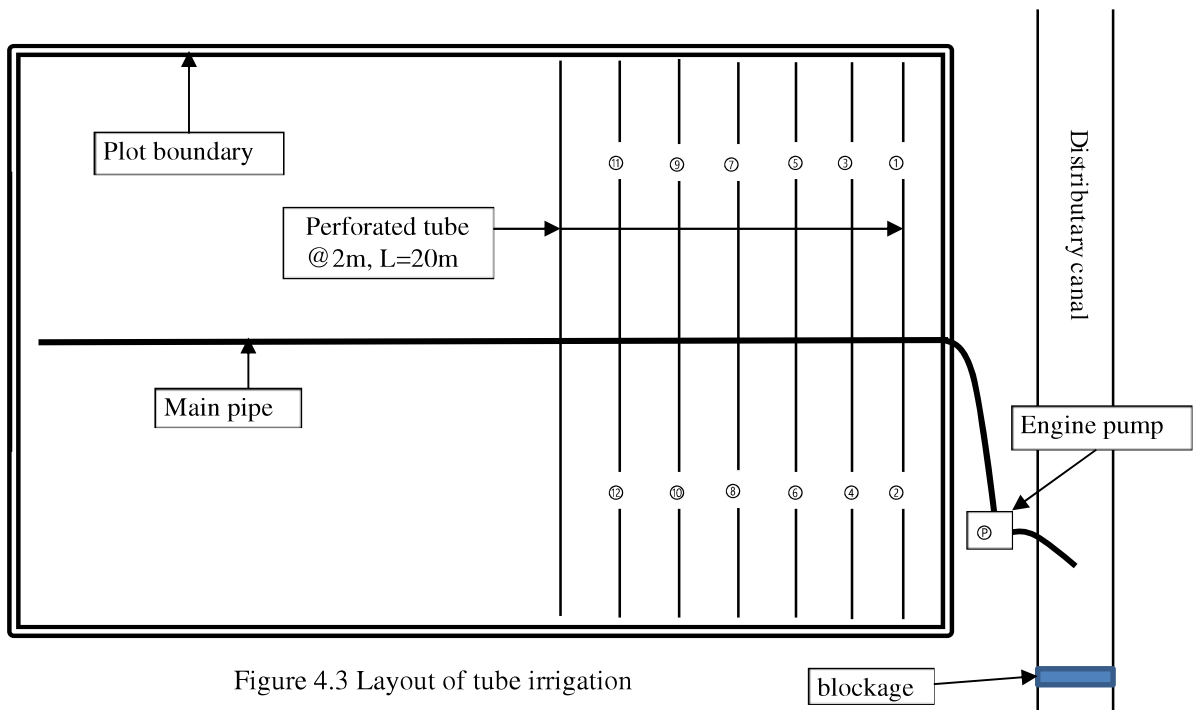 Plot boundary
⑪ ⑨ ⑦ ⑤ ③ ①
Distributary canal
Perforated tube
@2m, L=20m
Main pipe
Engine pump
⑫ ⑩ ⑧ ⑥ ④ ②
Ⓟ
Figure 4.3 Layout of tube irrigation
blockage